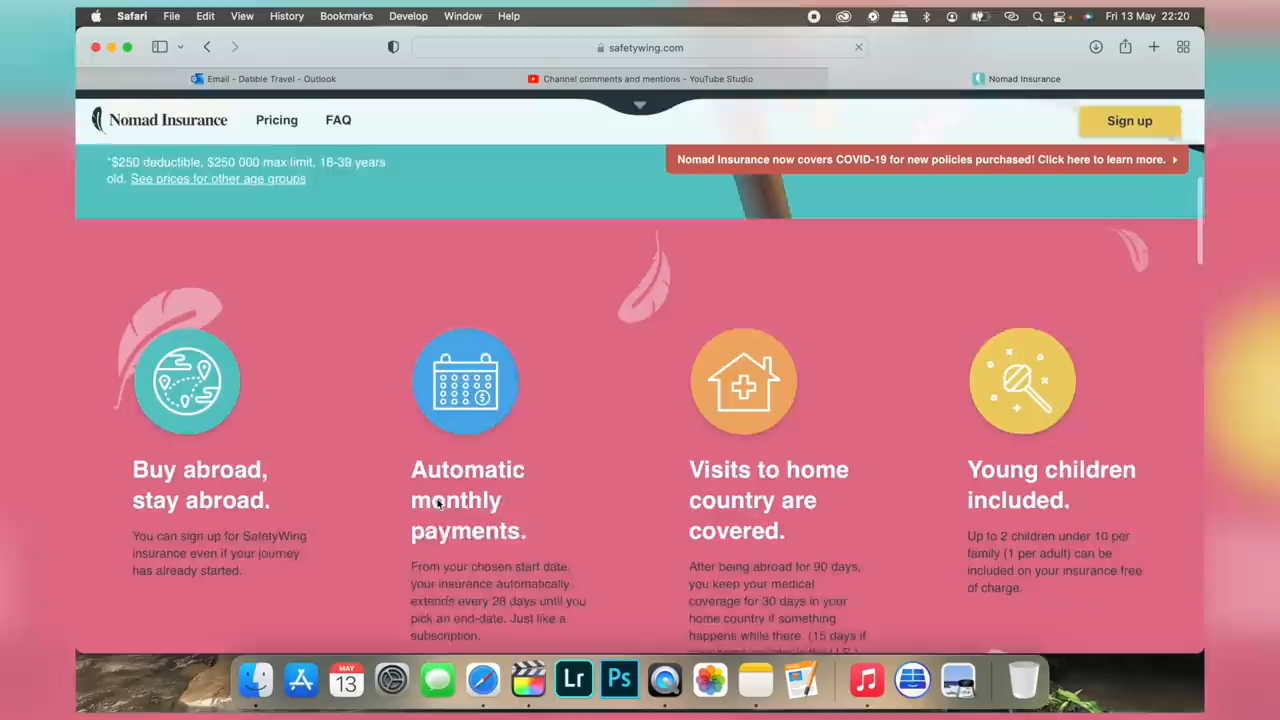 Safari File Edit View History Bookmarks Develop Window Help Fri 13 May 22:20
safetywing.com
Email - Dabble Travel - Outlook Channel comments and mentions - YouTube Studio Nomad Insurance
Nomad Insurance Pricing FAQ Sign up
*$250 deductible, $250 000 max limit, 18-39 years
old. See prices for other age groups
Nomad Insurance now covers COVID-19 for new policies purchased! Click here to learn more.
Buy abroad,
stay abroad.
You can sign up for SafetyWing
insurance even if your journey
has already started.
Automatic
monthly
payments.
From your chosen start date,
your insurance automatically
extends every 28 days until you
pick an end-date. Just like a
subscription.
Visits to home
country are
covered.
After being abroad for 90 days,
you keep your medical
coverage for 30 days in your
home country if something
happens while there. (15 days if
Young children
included.
Up to 2 children under 10 per
family (1 per adult) can be
included on your insurance free
of charge.
MAY
13
Lr
Ps